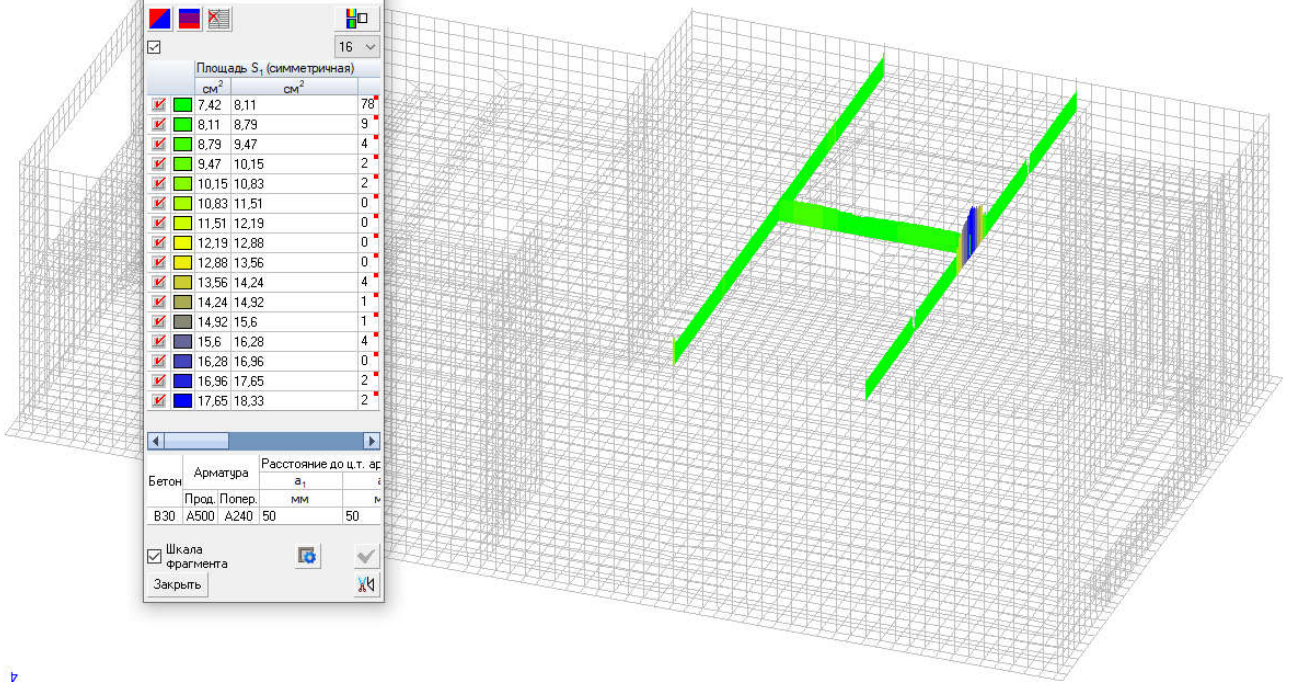 16
Площадь S1 (симметричная)
см2 см2
7,42 8,11 78
8,11 8,79 9
8,79 9,47 4
9,47 10,15 2
10,15 10,83 2
10,83 11,51 0
11,51 12,19 0
12,19 12,88 0
12,88 13,56 0
13,56 14,24 4
14,24 14,92 1
14,92 15,6 1
15,6 16,28 4
16,28 16,96 0
16,96 17,65 2
17,65 18,33 2
Бетон Арматура Расстояние до ц.т. ар
a1
Прод. Попер. мм
B30 A500 A240 50 50
Шкала
фрагмента
Закрыть